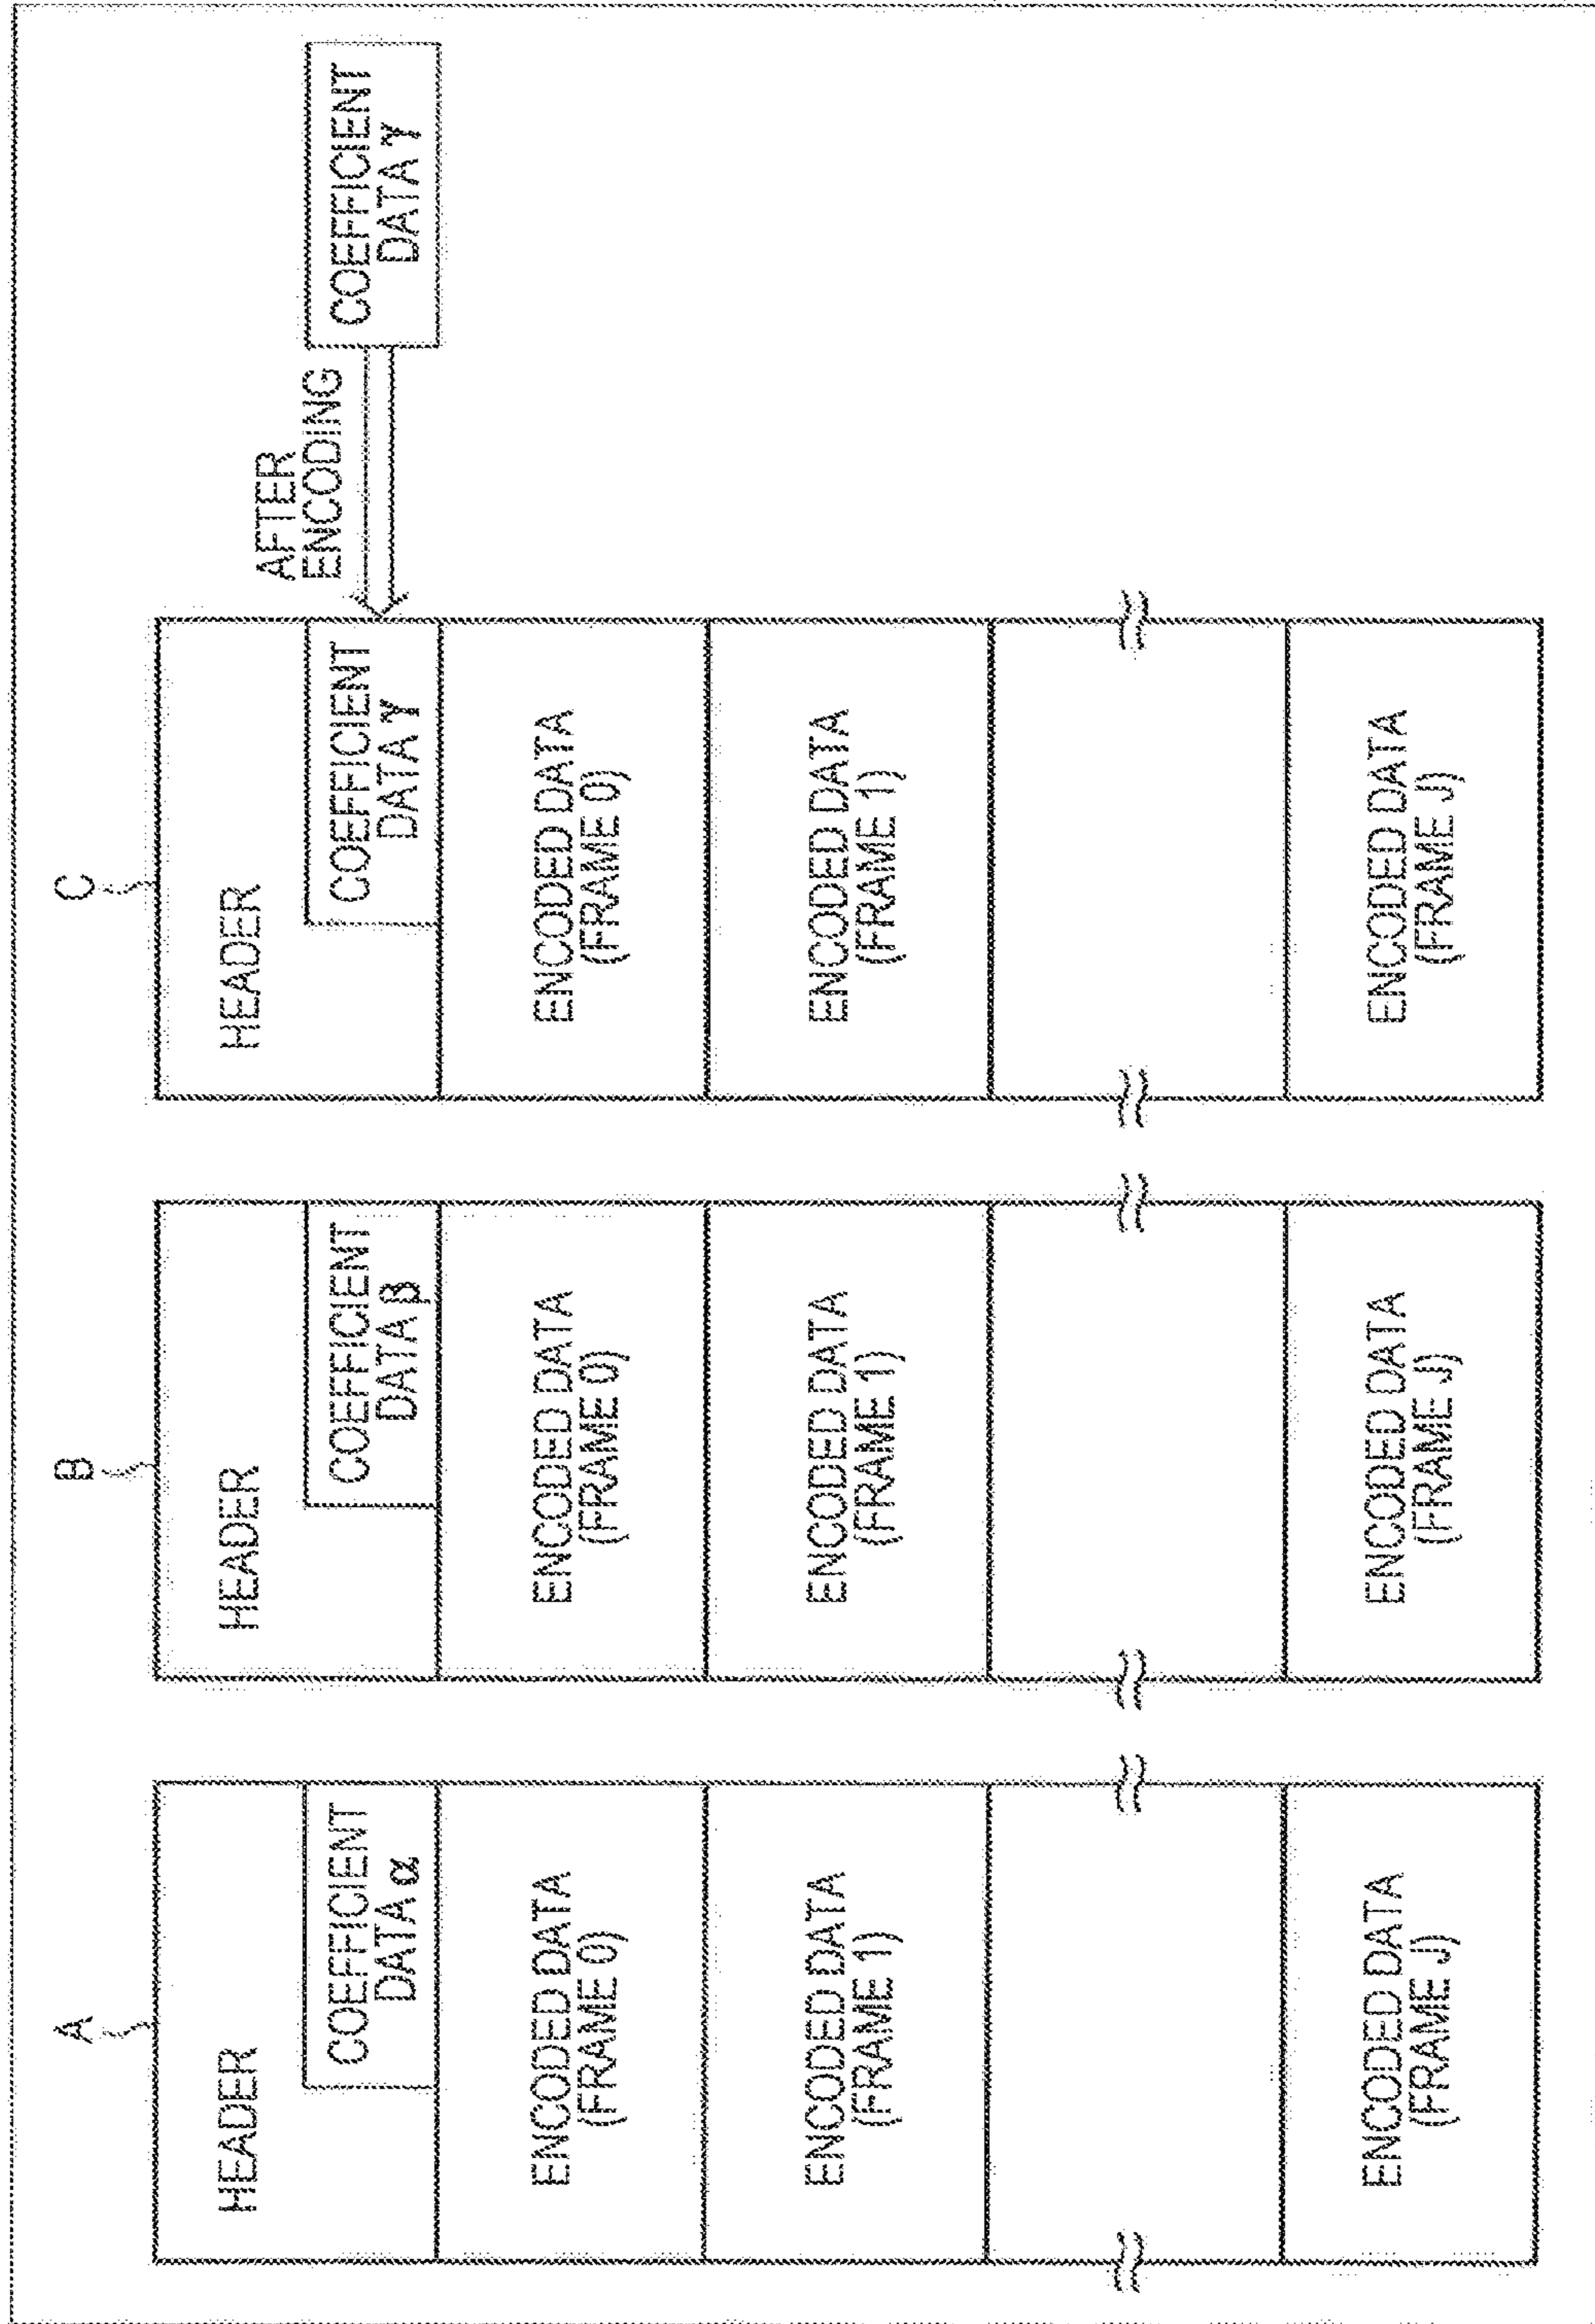 A
HEADER
COEFFICIENT
DATA α
ENCODED DATA
(FRAME 0)
ENCODED DATA
(FRAME 1)
ENCODED DATA
(FRAME J)
B
HEADER
COEFFICIENT
DATA β
ENCODED DATA
(FRAME 0)
ENCODED DATA
(FRAME 1)
ENCODED DATA
(FRAME J)
C
HEADER
COEFFICIENT
DATA γ
ENCODED DATA
(FRAME 0)
ENCODED DATA
(FRAME 1)
ENCODED DATA
(FRAME J)
AFTER
ENCODING
COEFFICIENT
DATA γ